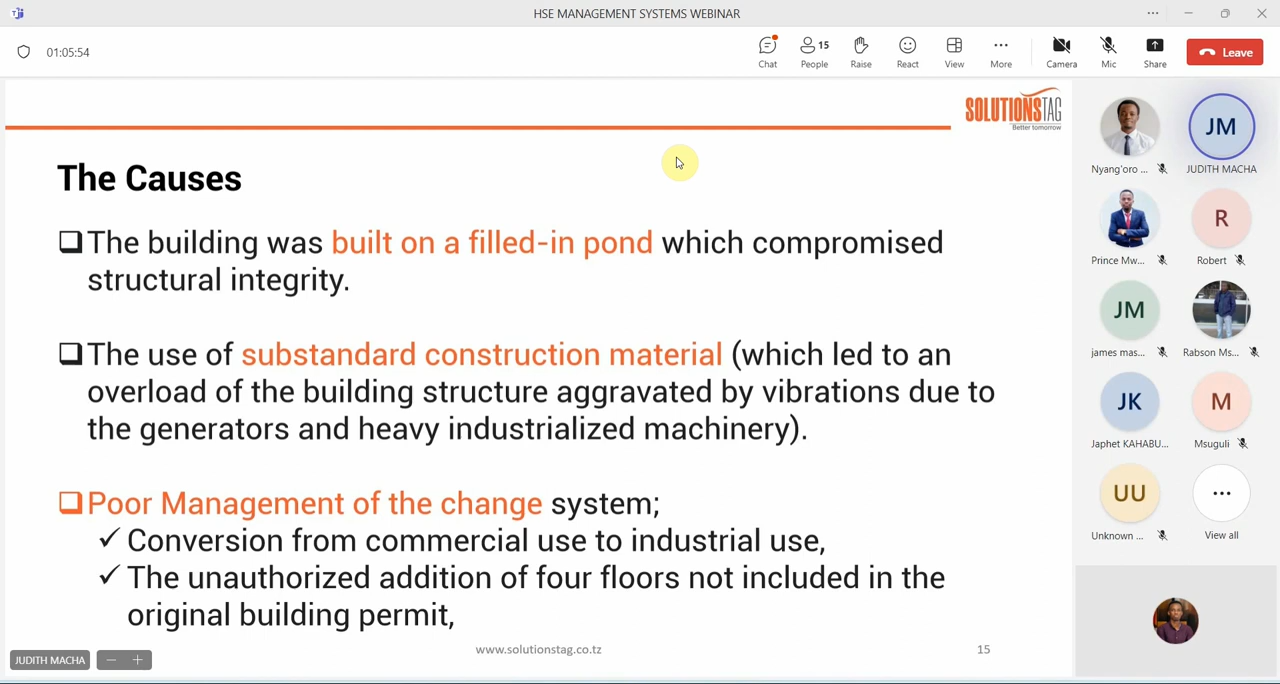 HSE MANAGEMENT SYSTEMS WEBINAR
01:05:54
Chat
15
People
Raise
React
View
More
Camera
Mic
Share
Leave
SOLUTIONSTAG
Better tomorrow
The Causes
The building was built on a filled-in pond which compromised
structural integrity.
The use of substandard construction material (which led to an
overload of the building structure aggravated by vibrations due to
the generators and heavy industrialized machinery).
Poor Management of the change system;
Conversion from commercial use to industrial use,
The unauthorized addition of four floors not included in the
original building permit,
www.solutionstag.co.tz
15
JUDITH MACHA
Nyang'oro ...
JM
JUDITH MACHA
Prince Mw...
R
Robert
JM
james mas...
Rabson Ms...
JK
Japhet KAHABU...
M
Msuguli
UU
Unknown ...
View all